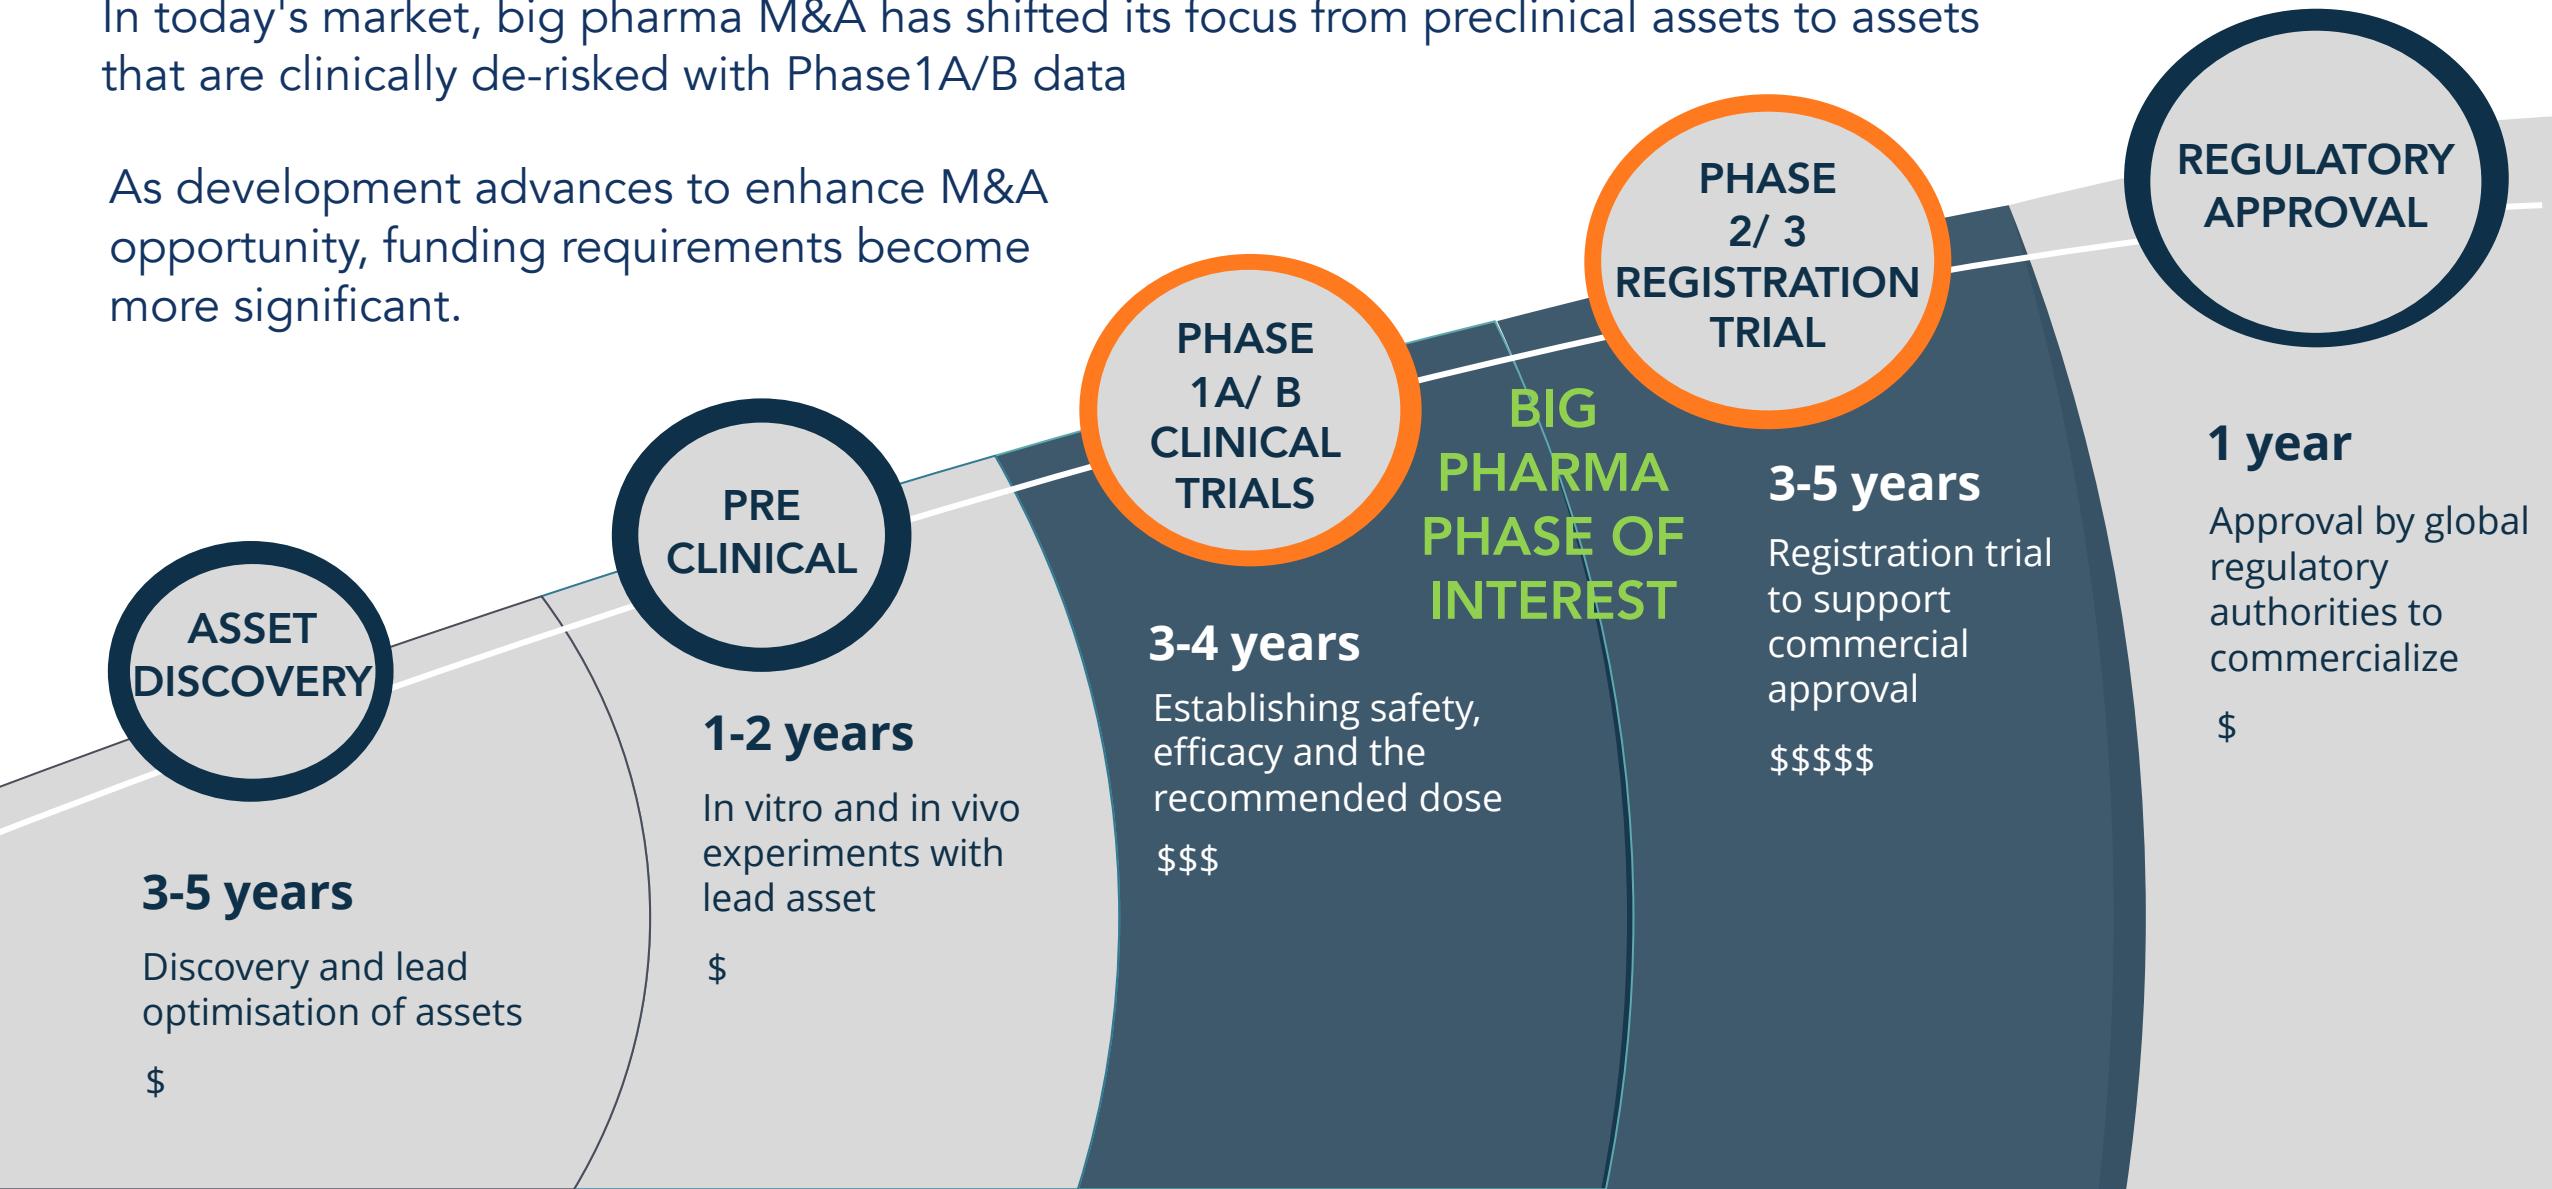 In today's market, big pharma M&A has shifted its focus from preclinical assets to assets
that are clinically de-risked with Phase1A/B data
As development advances to enhance M&A
opportunity, funding requirements become
more significant.
ASSET
DISCOVERY
3-5 years
Discovery and lead
optimisation of assets
$
PRE
CLINICAL
1-2 years
In vitro and in vivo
experiments with
lead asset
$
PHASE
1A/ B
CLINICAL
TRIALS
3-4 years
Establishing safety,
efficacy and the
recommended dose
$$$
BIG
PHARMA
PHASE OF
INTEREST
PHASE
2/ 3
REGISTRATION
TRIAL
3-5 years
Registration trial
to support
commercial
approval
$$$$$
REGULATORY
APPROVAL
1 year
Approval by global
regulatory
authorities to
commercialize
$